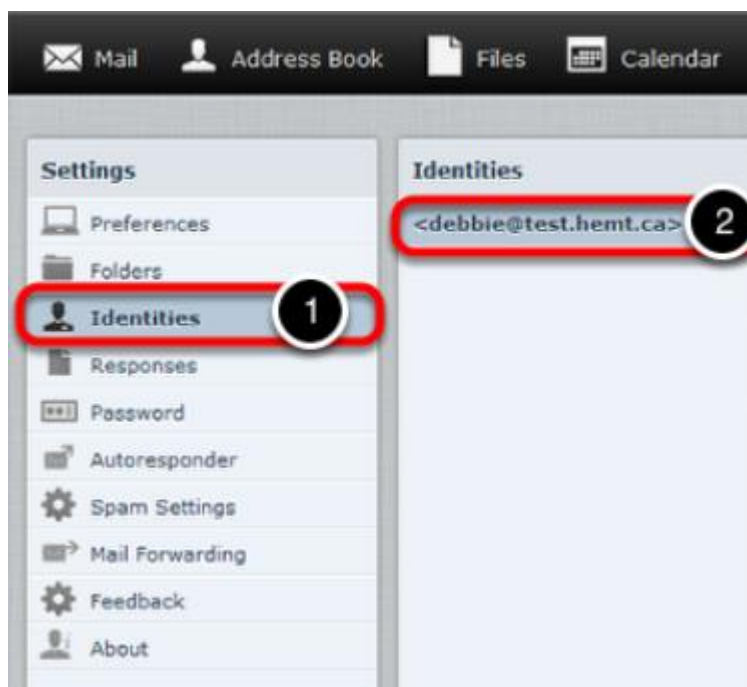 Mail Address Book Files Calendar
Settings
Preferences
Folders
Identities
1
Responses
Password
Autoresponder
Spam Settings
Mail Forwarding
Feedback
About
Identities
<debbie@test.hemt.ca>
2